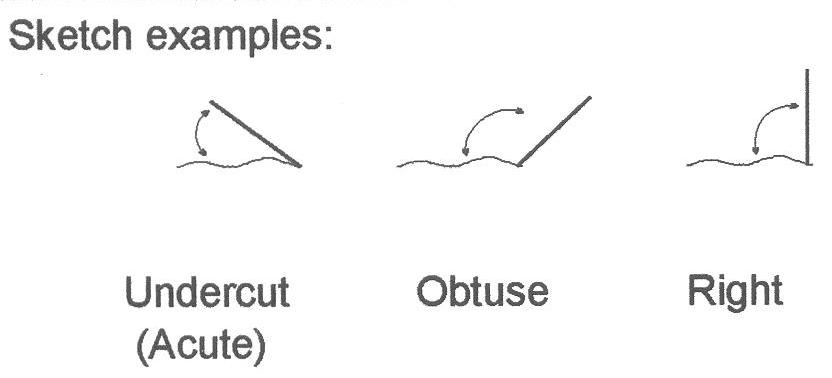 Sketch examples:
Undercut Obtuse Right
(Acute)